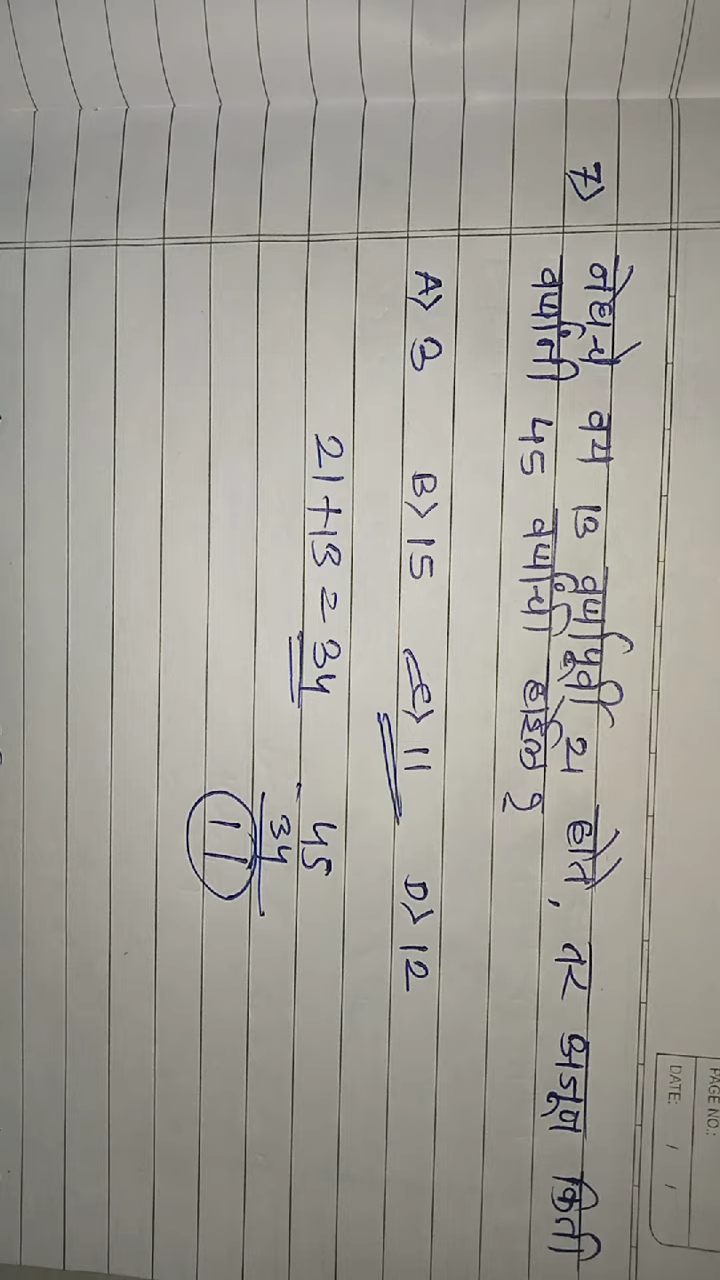 PAGE NO.:
DATE: / /
7) नेहाचे वय 13 वर्षांपूर्वी 21 होते, तर अजून किती
वर्षांनी 45 वर्षाची होईल ?
A) 3 B) 15 C) 11 D) 12
21+13 = 34
45
- 34
11